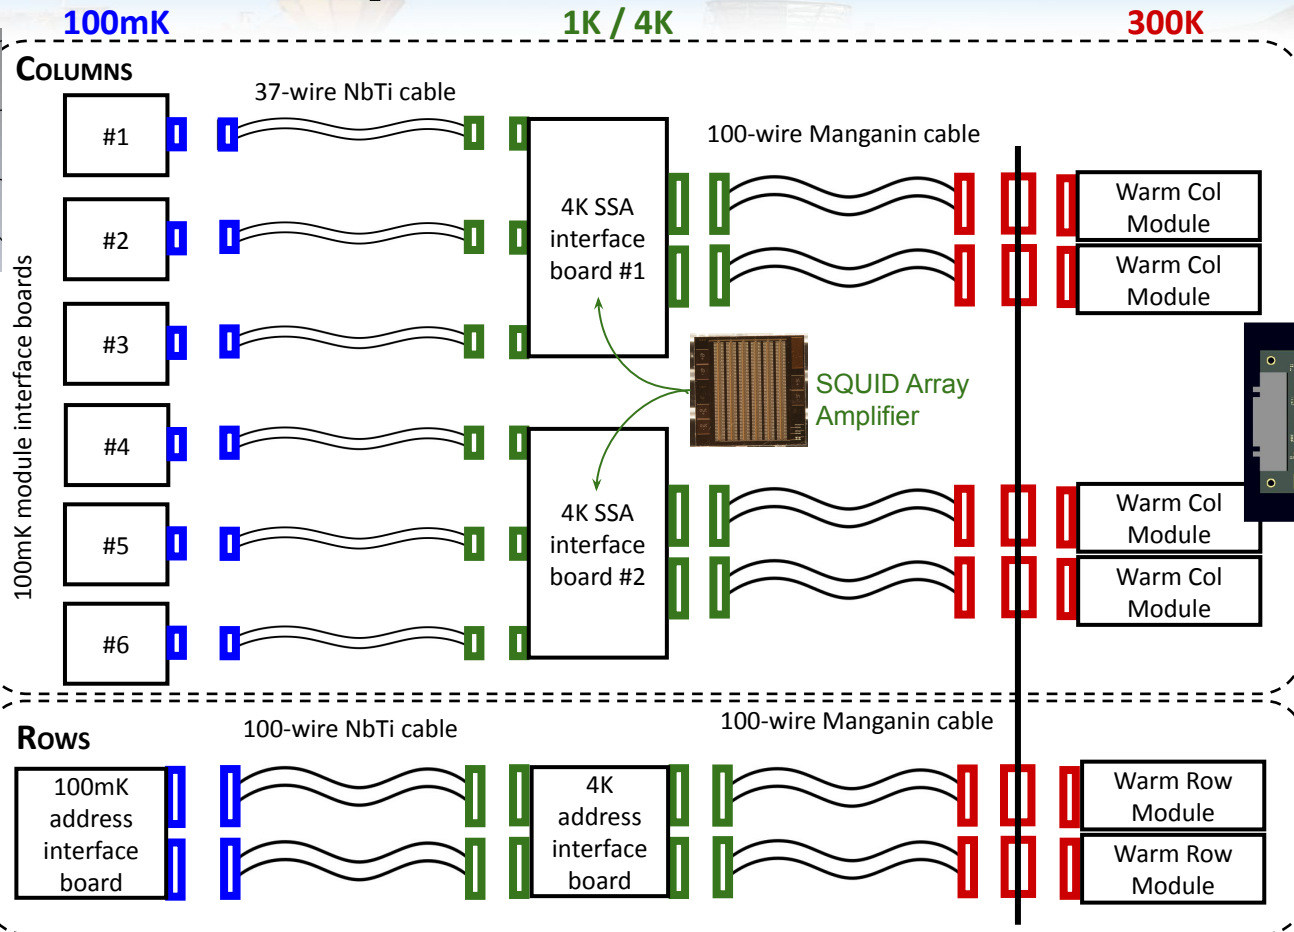 100mK
1K / 4K
300K
COLUMNS
37-wire NbTi cable
100-wire Manganin cable
100mK module interface boards
#1
#2
#3
#4
#5
#6
4K SSA
interface
board #1
4K SSA
interface
board #2
SQUID Array
Amplifier
Warm Col
Module
Warm Col
Module
Warm Col
Module
Warm Col
Module
ROWS
100-wire NbTi cable
100-wire Manganin cable
100mK
address
interface
board
4K
address
interface
board
Warm Row
Module
Warm Row
Module